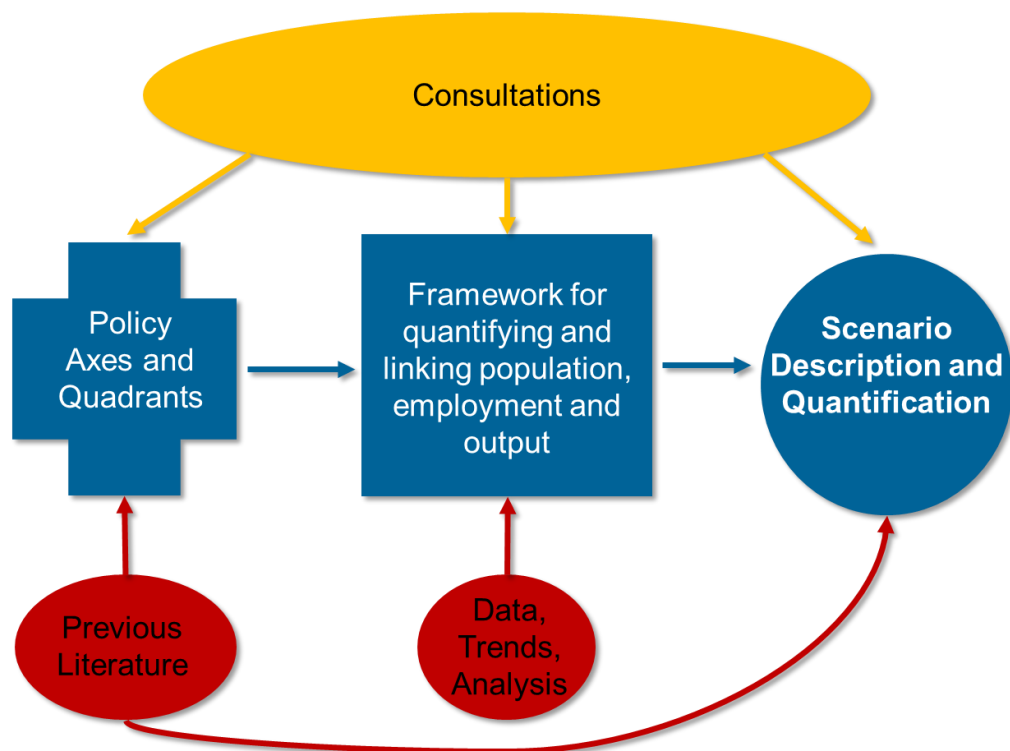 Consultations
Policy
Axes and
Quadrants
Framework for
quantifying and
linking population,
employment and
output
Scenario
Description and
Quantification
Previous
Literature
Data,
Trends,
Analysis